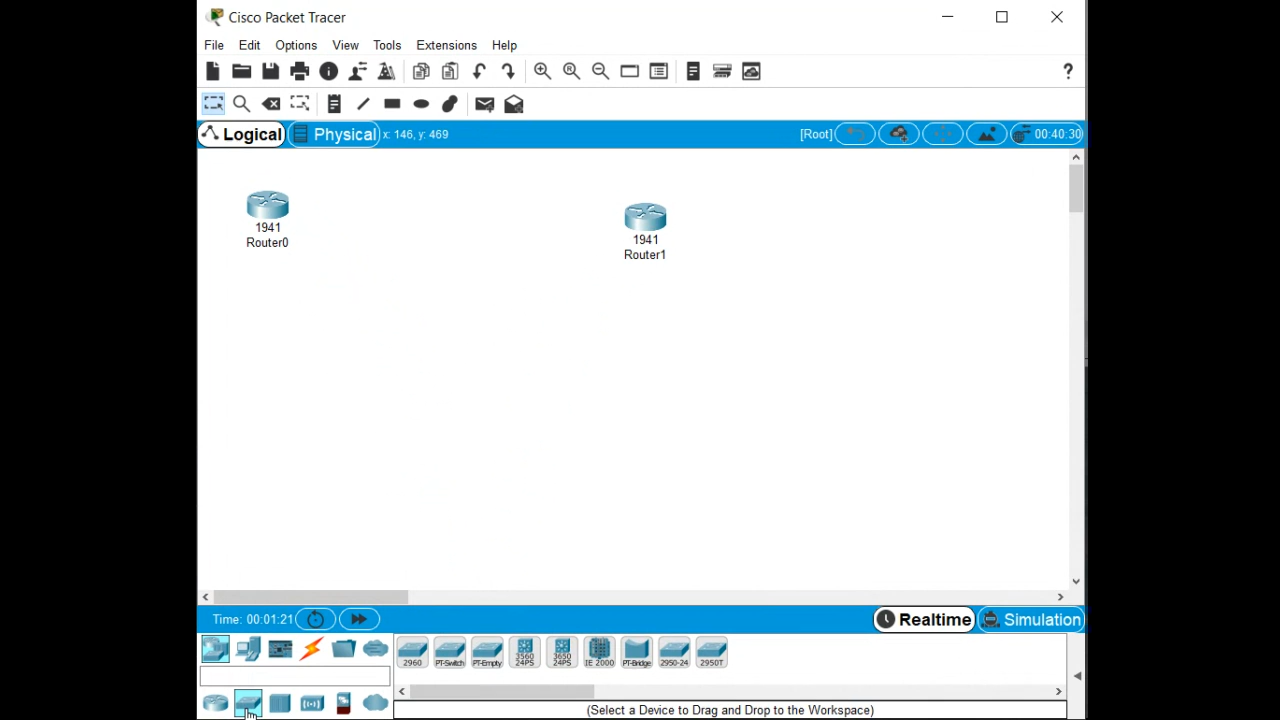 Cisco Packet Tracer
File Edit Options View Tools Extensions Help
?
Logical Physical x: 146, y: 469 [Root] 00:40:30
1941
Router0
1941
Router1
Time: 00:01:21 Realtime Simulation
2960 PT-Switch PT-Empty 3560 24PS 3650 24PS IE 2000 PT-Bridge 2950-24 2950T
(Select a Device to Drag and Drop to the Workspace)